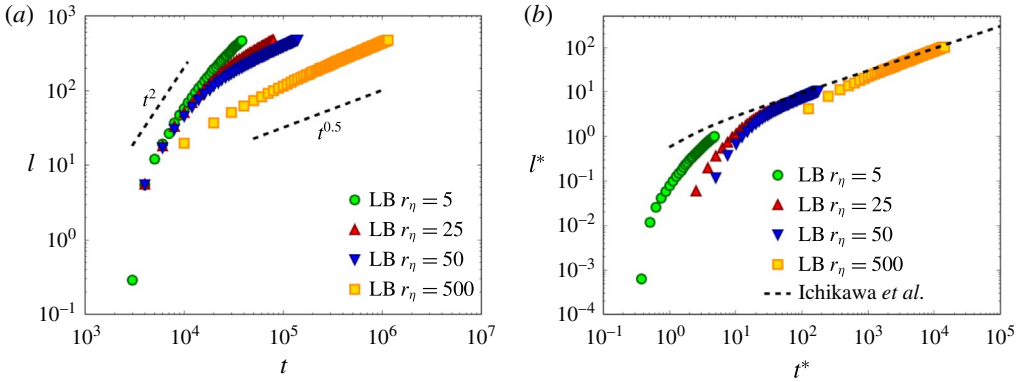 (a)
10^3
10^2
10^1
10^0
10^{-1}
l
t^2
t^{0.5}
LB r_η = 5
LB r_η = 25
LB r_η = 50
LB r_η = 500
10^3 10^4 10^5 10^6 10^7
t
(b)
10^2
10^1
10^0
10^{-1}
10^{-2}
10^{-3}
10^{-4}
l*
LB r_η = 5
LB r_η = 25
LB r_η = 50
LB r_η = 500
Ichikawa et al.
10^{-1} 10^0 10^1 10^2 10^3 10^4 10^5
t*